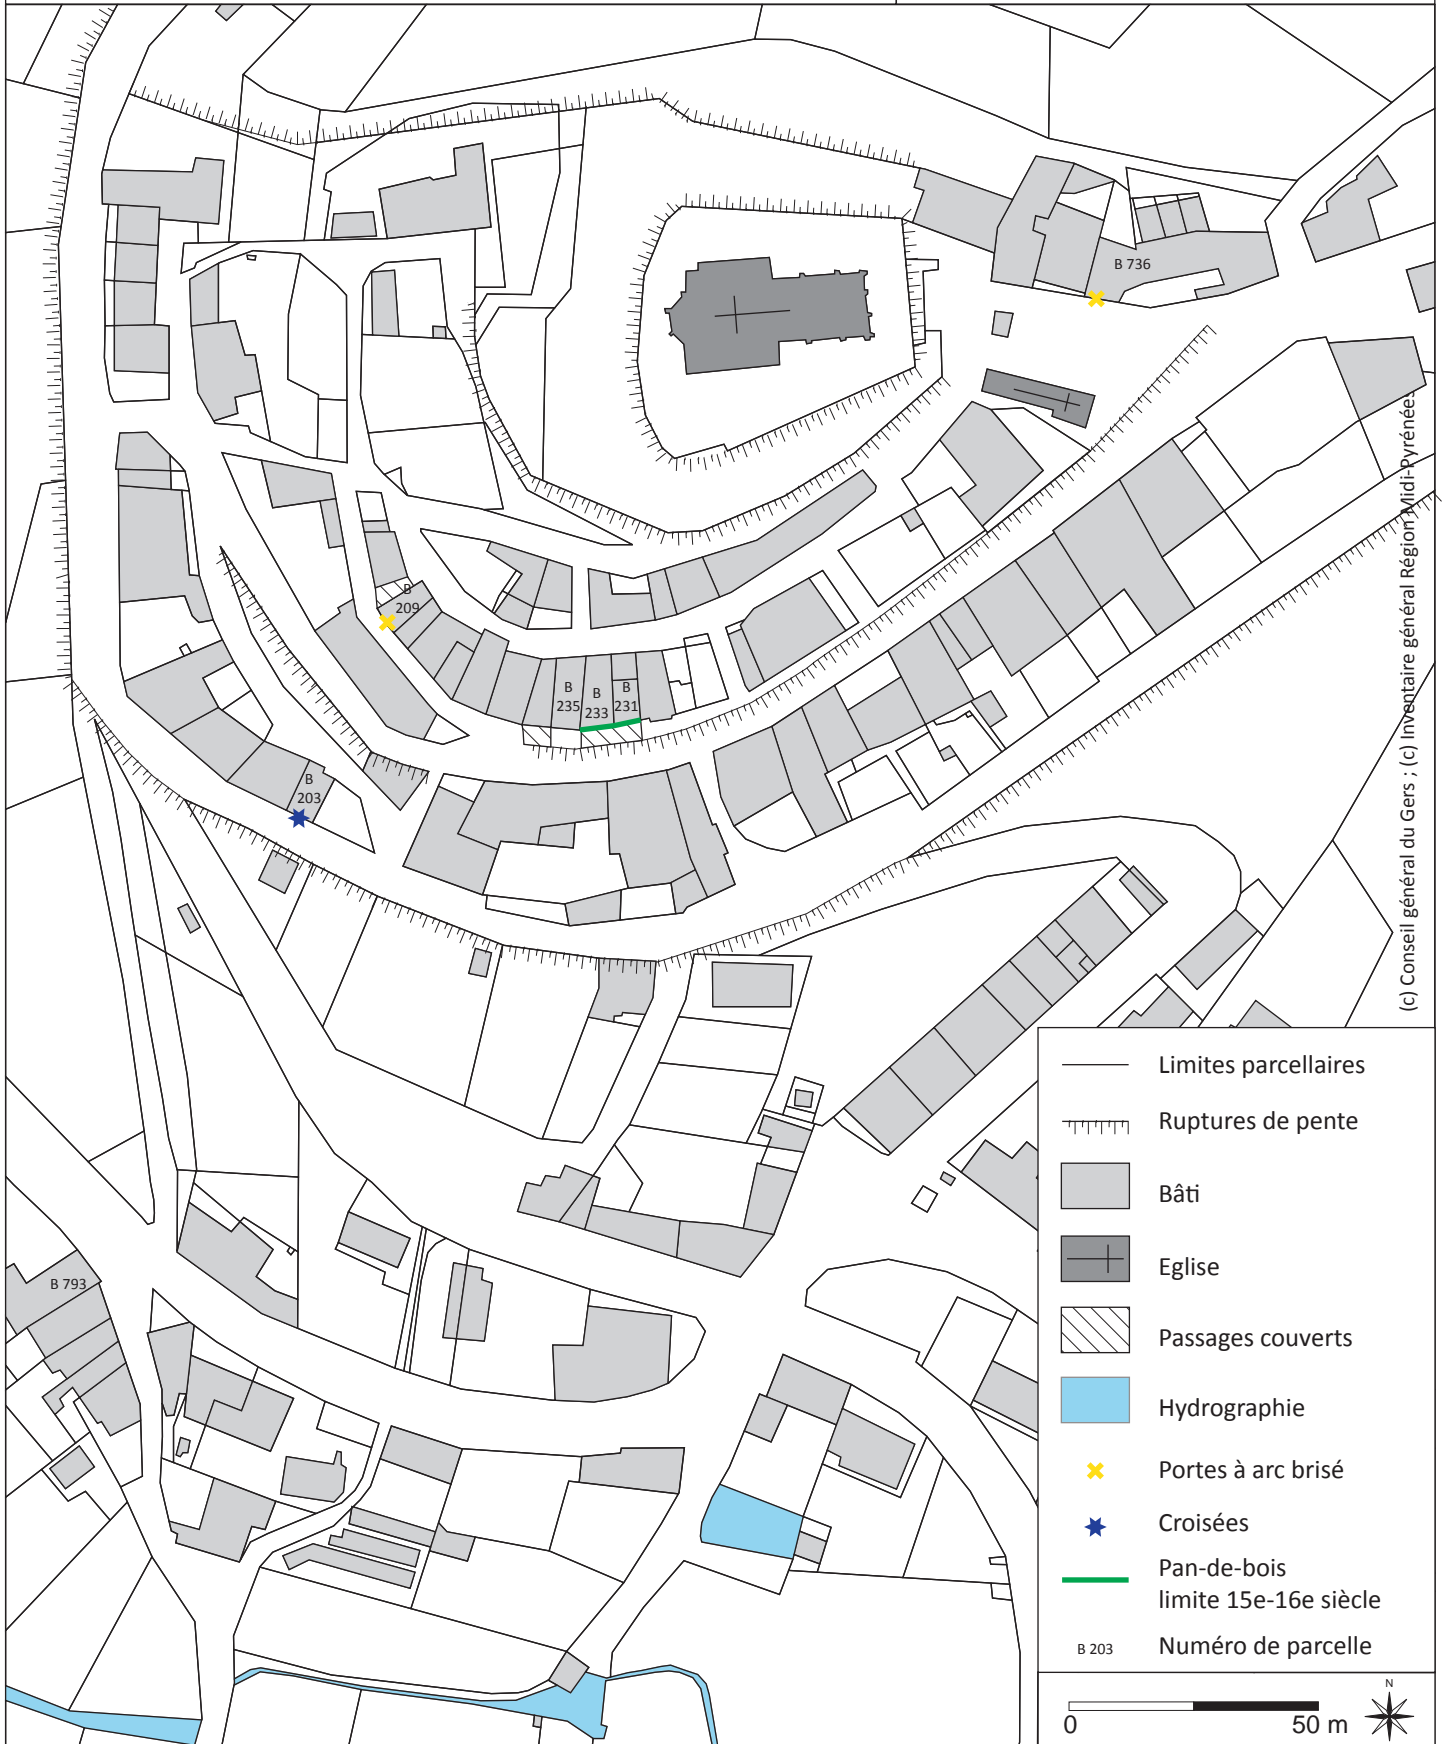 B 736
B
209
B
235
B
233
B
231
B
203
B 793
(c) Conseil général du Gers ; (c) Inventaire général Région Midi-Pyrénées
Limites parcellaires
Ruptures de pente
Bâti
Eglise
Passages couverts
Hydrographie
Portes à arc brisé
Croisées
Pan-de-bois
limite 15e-16e siècle
B 203 Numéro de parcelle
N
0 50 m